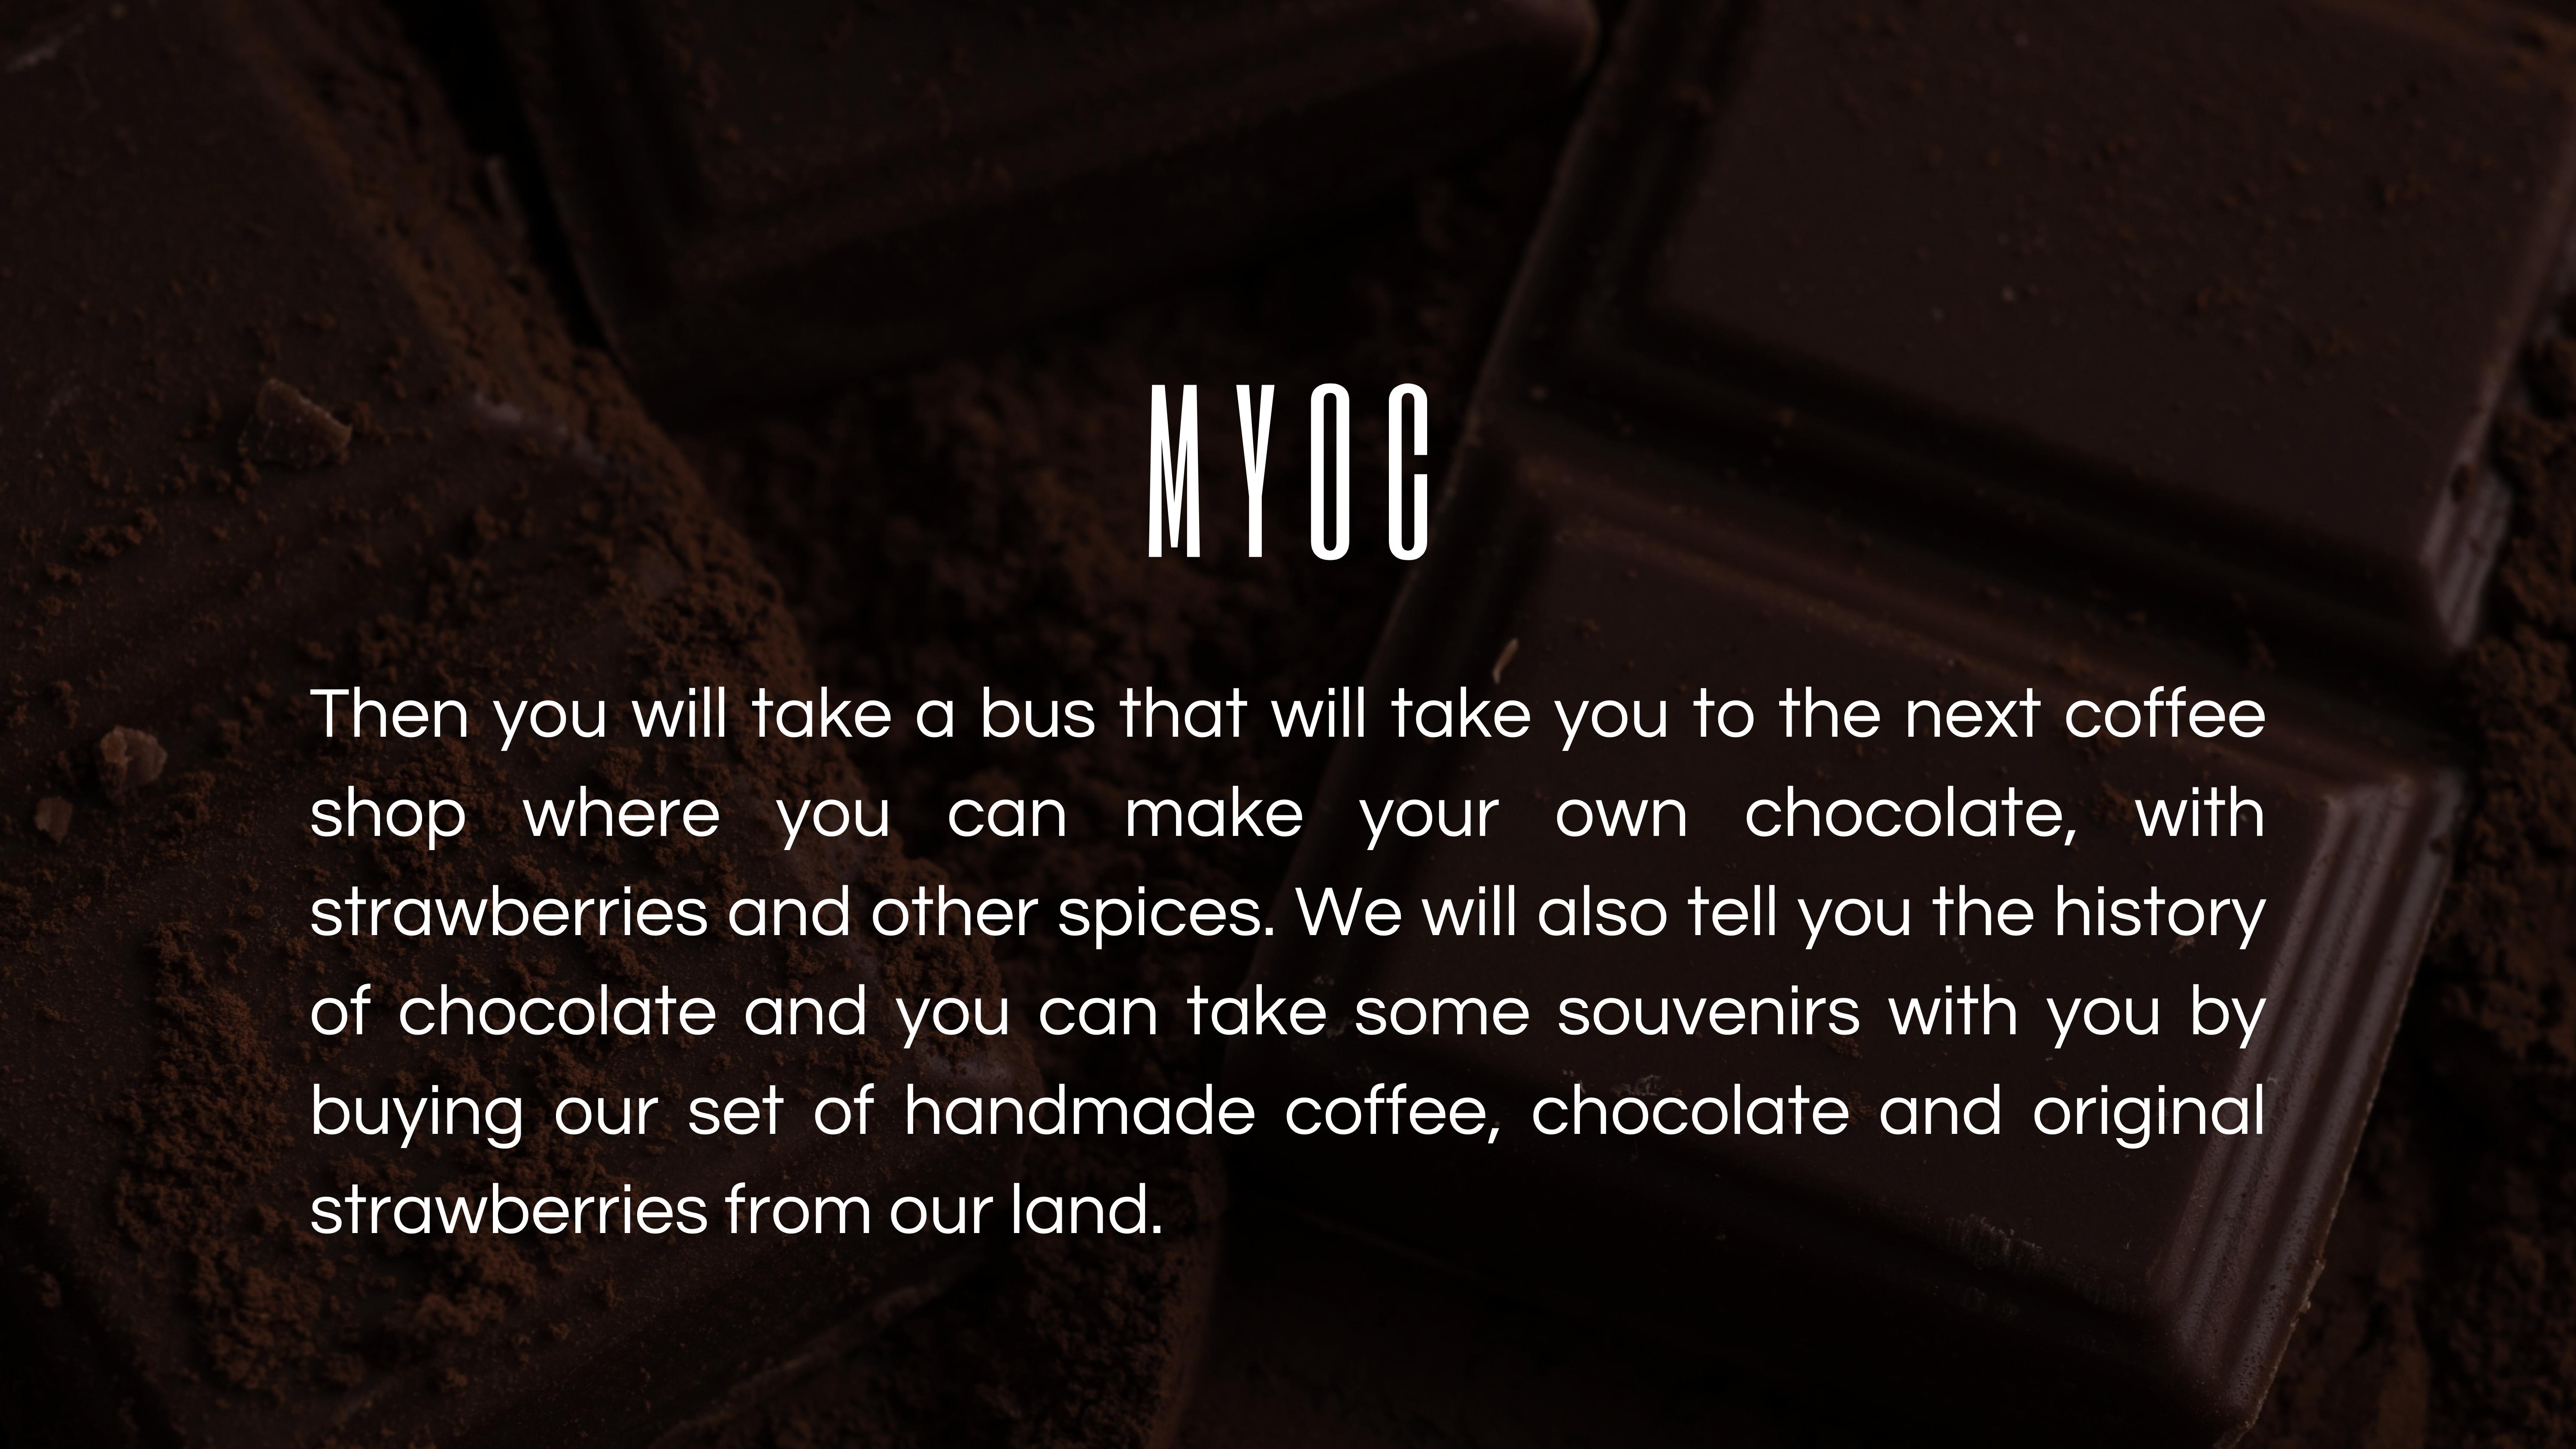 MYOC
Then you will take a bus that will take you to the next coffee
shop where you can make your own chocolate, with
strawberries and other spices. We will also tell you the history
of chocolate and you can take some souvenirs with you by
buying our set of handmade coffee, chocolate and original
strawberries from our land.